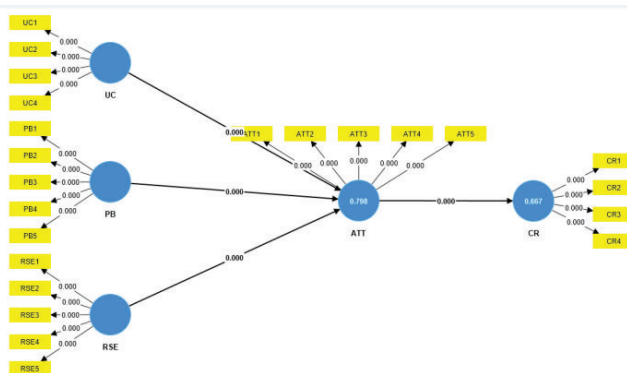 UC1
UC2
UC3
UC4
0.000
0.000
0.000
0.000
UC
PB1
PB2
PB3
PB4
PB5
0.000
0.000
0.000
0.000
0.000
PB
RSE1
RSE2
RSE3
RSE4
RSE5
0.000
0.000
0.000
0.000
0.000
RSE
0.000
0.000
0.000
ATT1
ATT2
ATT3
ATT4
ATT5
0.000
0.000
0.000
0.000
0.000
0.798
ATT
0.000
0.667
CR
0.000
0.000
0.000
0.000
CR1
CR2
CR3
CR4